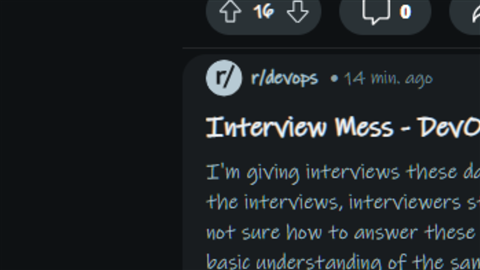 16 0
r/ r/devops • 14 min. ago
Interview Mess - DevO
I'm giving interviews these da
the interviews, interviewers s
not sure how to answer these
basic understanding of the sam